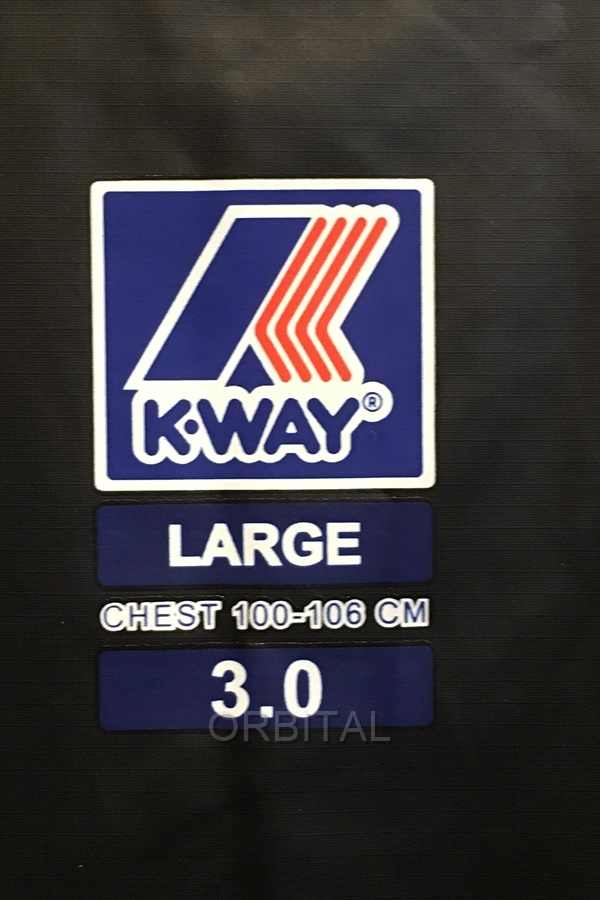 K·WAY®
LARGE
CHEST 100-106 CM
3.0
ORBITAL